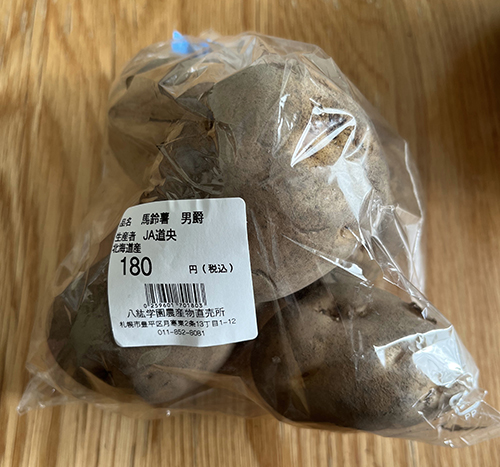 品名 馬鈴薯 男爵
生産者 JA道央
北海道産
180 円(税込)
0259601701803
八紘学園農産物直売所
札幌市豊平区月寒東2条13丁目1-12
011-852-8081